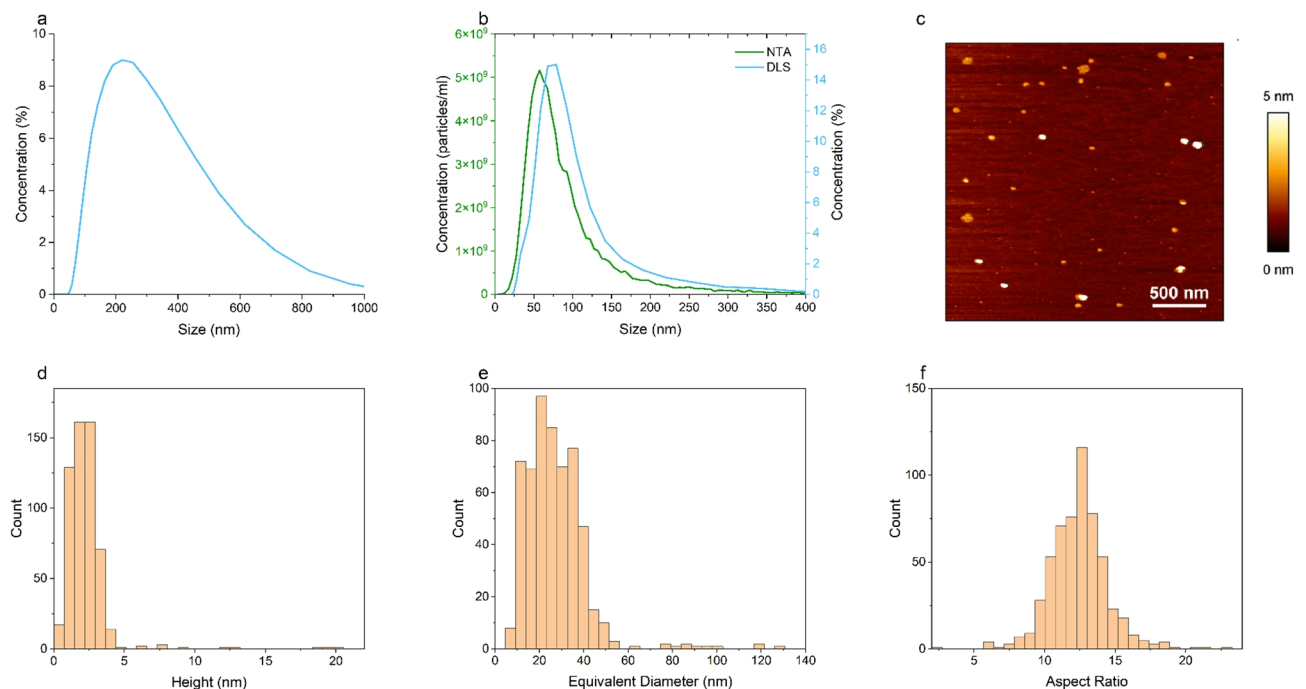 a
10
8
6
4
2
0
Concentration (%)
0 200 400 600 800 1000
Size (nm)
b
6×10⁹
5×10⁹
4×10⁹
3×10⁹
2×10⁹
1×10⁹
0
Concentration (particles/ml)
NTA
DLS
16
14
12
10
8
6
4
2
0
Concentration (%)
0 50 100 150 200 250 300 350 400
Size (nm)
c
500 nm
5 nm
0 nm
d
150
100
50
0
Count
0 5 10 15 20
Height (nm)
e
100
80
60
40
20
0
Count
0 20 40 60 80 100 120 140
Equivalent Diameter (nm)
f
150
100
50
0
Count
5 10 15 20
Aspect Ratio